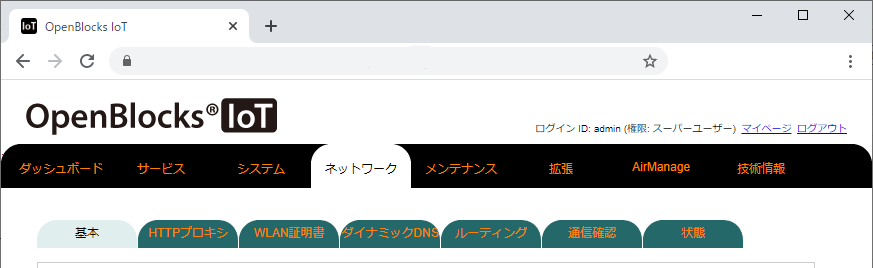 IoT OpenBlocks IoT
OpenBlocks® IoT
ログイン ID: admin (権限: スーパーユーザー) マイページ ログアウト
ダッシュボード サービス システム ネットワーク メンテナンス 拡張 AirManage 技術情報
基本 HTTPプロキシ WLAN証明書 ダイナミックDNS ルーティング 通信確認 状態